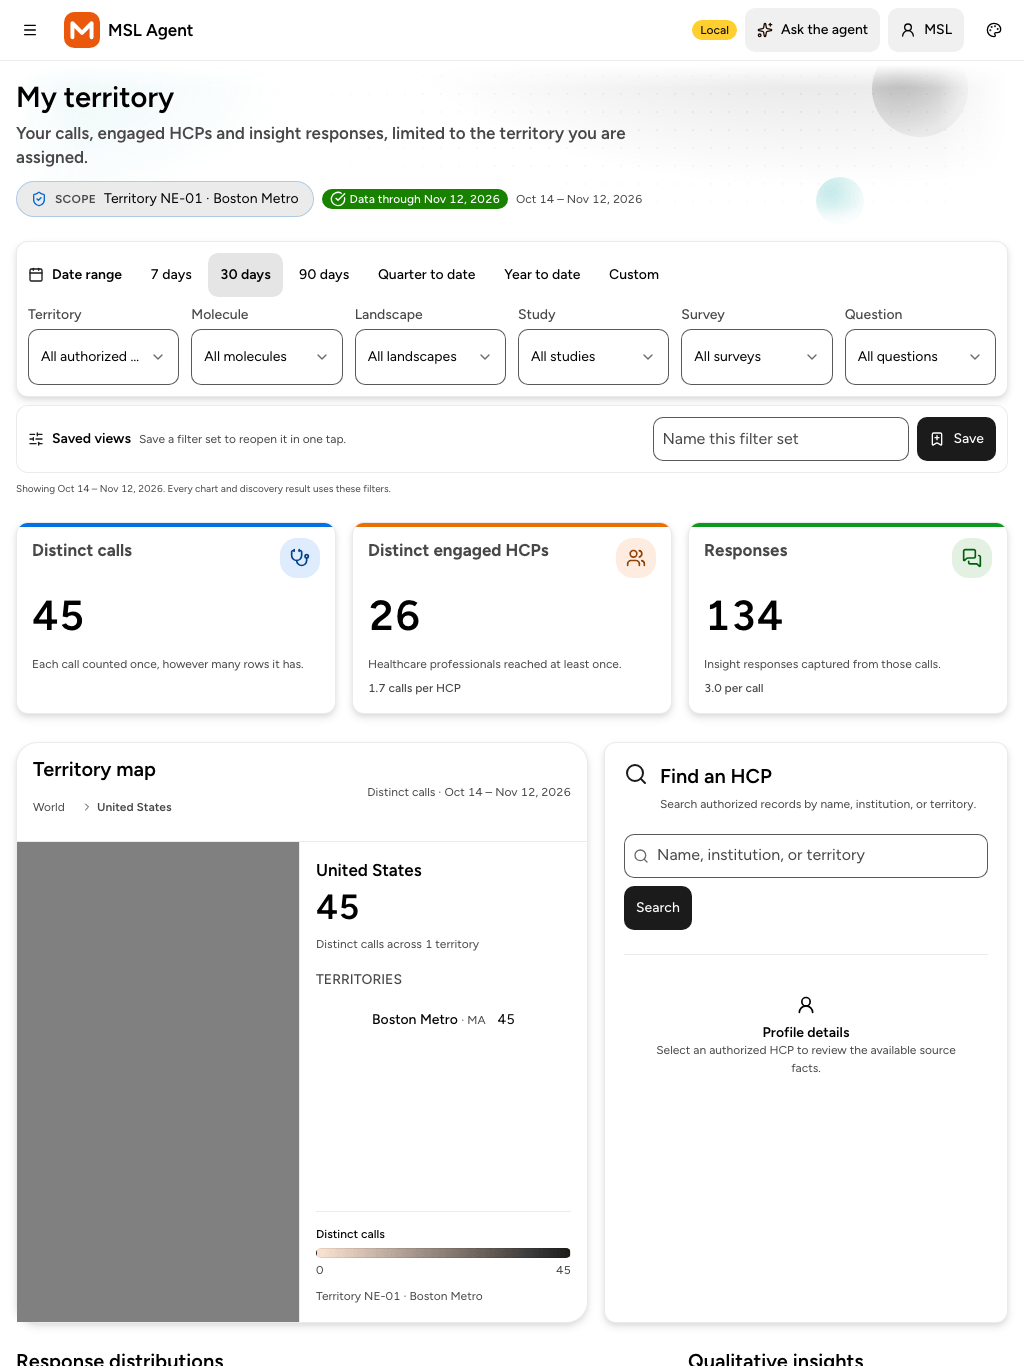 MSL Agent
Local
Ask the agent
MSL
My territory
Your calls, engaged HCPs and insight responses, limited to the territory you are
assigned.
SCOPE Territory NE-01 · Boston Metro
Data through Nov 12, 2026
Oct 14 – Nov 12, 2026
Date range
7 days
30 days
90 days
Quarter to date
Year to date
Custom
Territory
Molecule
Landscape
Study
Survey
Question
All authorized ...
All molecules
All landscapes
All studies
All surveys
All questions
Saved views
Save a filter set to reopen it in one tap.
Name this filter set
Save
Showing Oct 14 – Nov 12, 2026. Every chart and discovery result uses these filters.
Distinct calls
45
Each call counted once, however many rows it has.
Distinct engaged HCPs
26
Healthcare professionals reached at least once.
1.7 calls per HCP
Responses
134
Insight responses captured from those calls.
3.0 per call
Territory map
World > United States
Distinct calls · Oct 14 – Nov 12, 2026
United States
45
Distinct calls across 1 territory
TERRITORIES
Boston Metro · MA 45
Distinct calls
0 45
Territory NE-01 · Boston Metro
Find an HCP
Search authorized records by name, institution, or territory.
Name, institution, or territory
Search
Profile details
Select an authorized HCP to review the available source
facts.
Response distributions
Qualitative insights